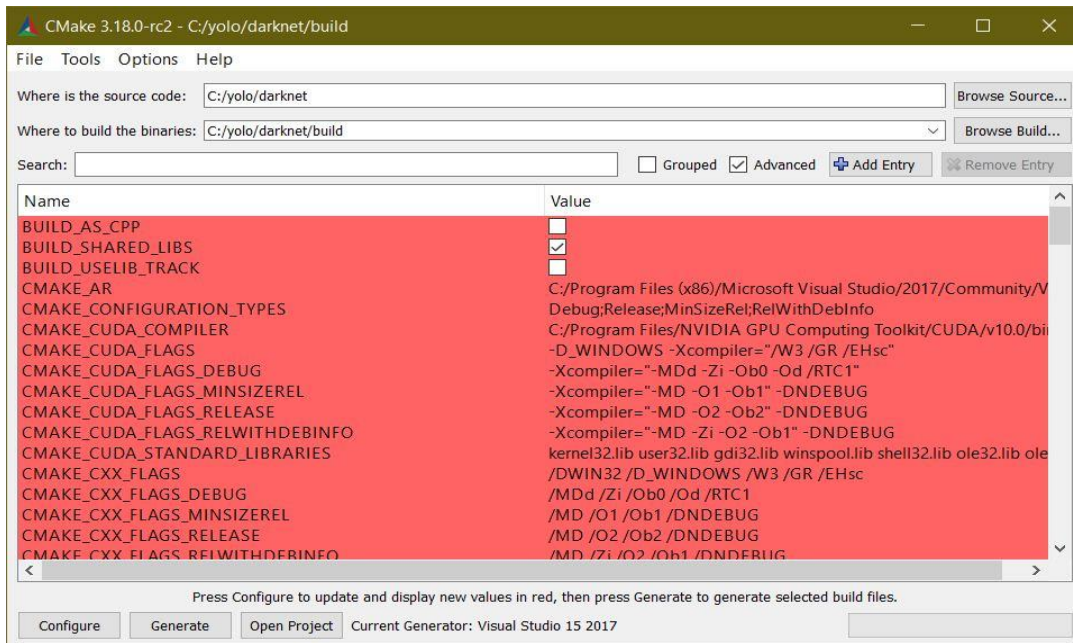 CMake 3.18.0-rc2 - C:/yolo/darknet/build
File Tools Options Help
Where is the source code: C:/yolo/darknet Browse Source...
Where to build the binaries: C:/yolo/darknet/build Browse Build...
Search: Grouped Advanced Add Entry Remove Entry
Name Value
BUILD_AS_CPP
BUILD_SHARED_LIBS
BUILD_USELIB_TRACK
CMAKE_AR C:/Program Files (x86)/Microsoft Visual Studio/2017/Community/V
CMAKE_CONFIGURATION_TYPES Debug;Release;MinSizeRel;RelWithDebInfo
CMAKE_CUDA_COMPILER C:/Program Files/NVIDIA GPU Computing Toolkit/CUDA/v10.0/bi
CMAKE_CUDA_FLAGS -D_WINDOWS -Xcompiler="/W3 /GR /EHsc"
CMAKE_CUDA_FLAGS_DEBUG -Xcompiler="-MDd -Zi -Ob0 -Od /RTC1"
CMAKE_CUDA_FLAGS_MINSIZEREL -Xcompiler="-MD -O1 -Ob1" -DNDEBUG
CMAKE_CUDA_FLAGS_RELEASE -Xcompiler="-MD -O2 -Ob2" -DNDEBUG
CMAKE_CUDA_FLAGS_RELWITHDEBINFO -Xcompiler="-MD -Zi -O2 -Ob1" -DNDEBUG
CMAKE_CUDA_STANDARD_LIBRARIES kernel32.lib user32.lib gdi32.lib winspool.lib shell32.lib ole32.lib ole
CMAKE_CXX_FLAGS /DWIN32 /D_WINDOWS /W3 /GR /EHsc
CMAKE_CXX_FLAGS_DEBUG /MDd /Zi /Ob0 /Od /RTC1
CMAKE_CXX_FLAGS_MINSIZEREL /MD /O1 /Ob1 /DNDEBUG
CMAKE_CXX_FLAGS_RELEASE /MD /O2 /Ob2 /DNDEBUG
CMAKE_CXX_FLAGS_RELWITHDEBINFO /MD /Zi /O2 /Ob1 /DNDEBUG
Press Configure to update and display new values in red, then press Generate to generate selected build files.
Configure Generate Open Project Current Generator: Visual Studio 15 2017